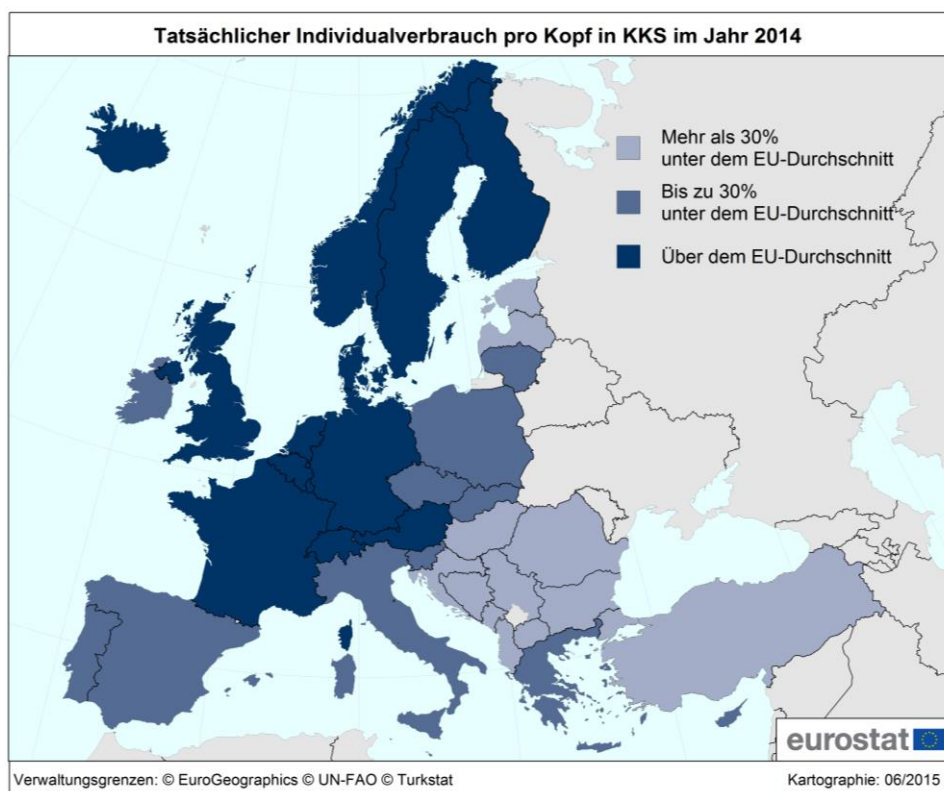 Tatsächlicher Individualverbrauch pro Kopf in KKS im Jahr 2014
Mehr als 30%
unter dem EU-Durchschnitt
Bis zu 30%
unter dem EU-Durchschnitt
Über dem EU-Durchschnitt
eurostat
Verwaltungsgrenzen: © EuroGeographics © UN-FAO © Turkstat
Kartographie: 06/2015